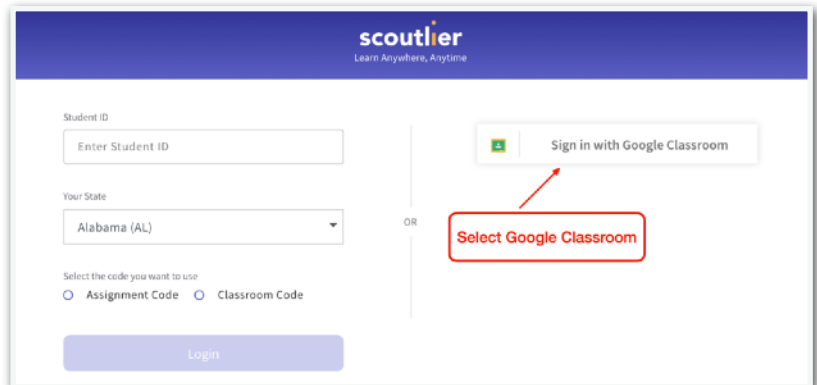 scoutlier
Learn Anywhere, Anytime
Student ID
Enter Student ID
Your State
Alabama (AL)
Select the code you want to use
Assignment Code Classroom Code
Login
OR
Sign in with Google Classroom
Select Google Classroom